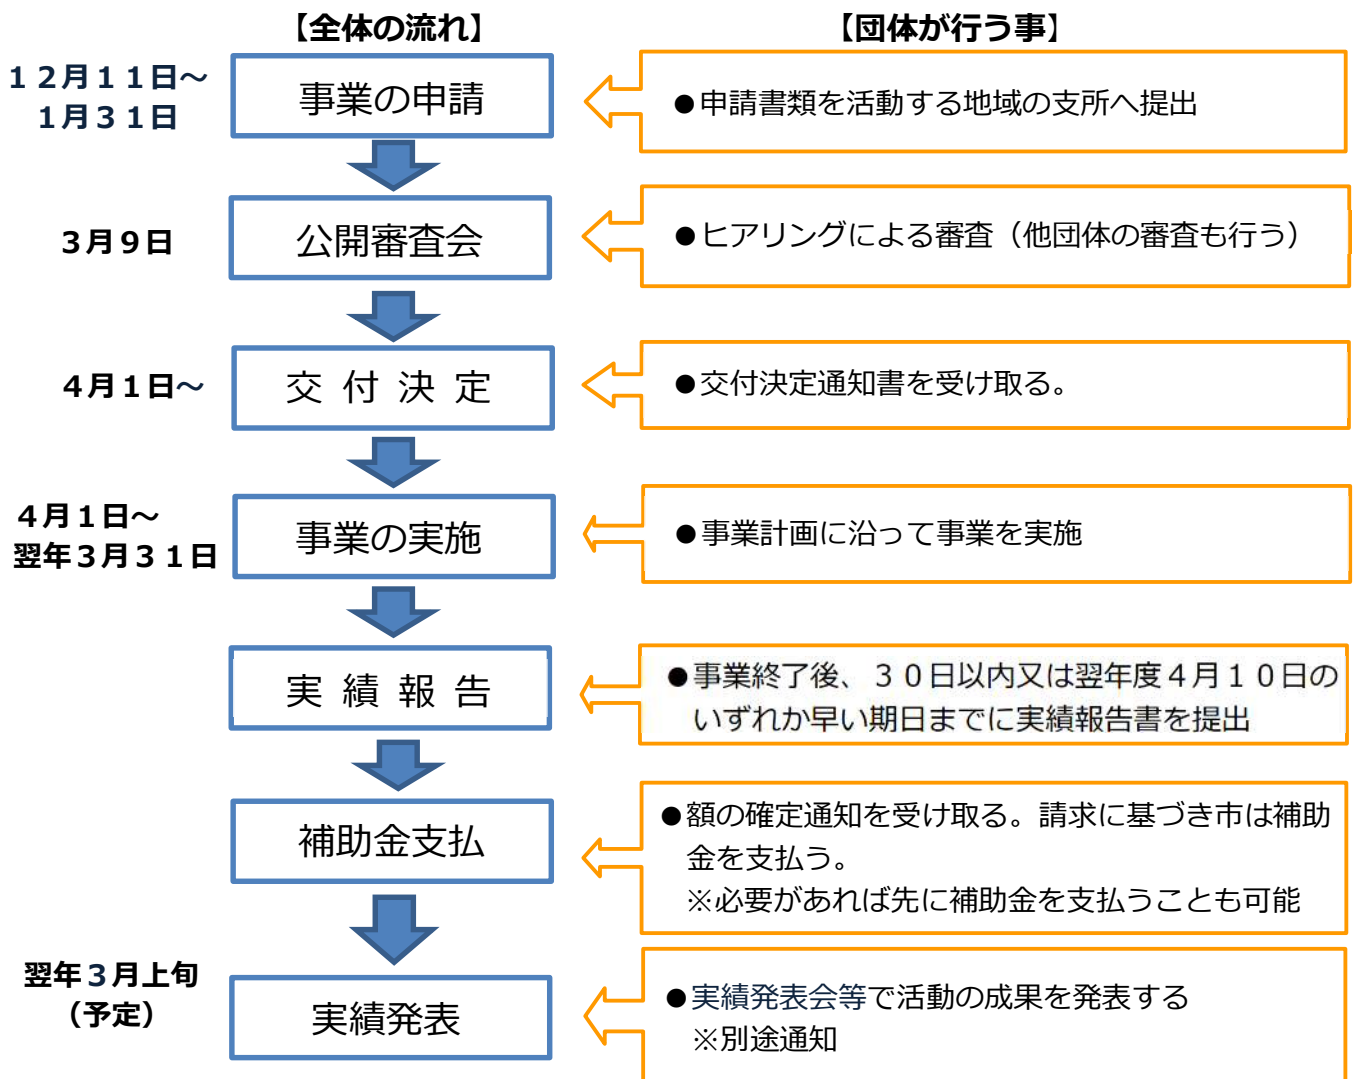 【全体の流れ】
【団体が行う事】
１２月１１日～
１月３１日
事業の申請
●申請書類を活動する地域の支所へ提出
３月９日
公開審査会
●ヒアリングによる審査（他団体の審査も行う）
４月１日～
交 付 決 定
●交付決定通知書を受け取る。
４月１日～
翌年３月３１日
事業の実施
●事業計画に沿って事業を実施
実 績 報 告
●事業終了後、３０日以内又は翌年度４月１０日の
いずれか早い期日までに実績報告書を提出
補助金支払
●額の確定通知を受け取る。請求に基づき市は補助
金を支払う。
※必要があれば先に補助金を支払うことも可能
翌年３月上旬
（予定）
実績発表
●実績発表会等で活動の成果を発表する
※別途通知